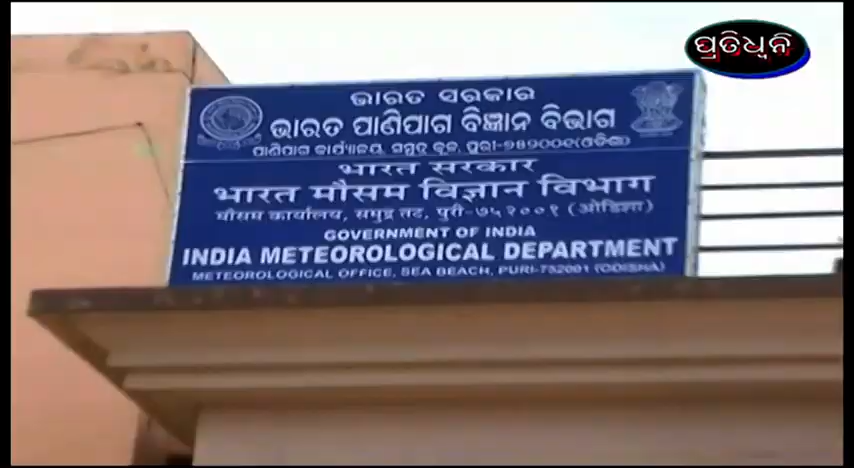 ପ୍ରତିଧ୍ୱନି
ଭାରତ ସରକାର
ଭାରତ ପାଣିପାଗ ବିଜ୍ଞାନ ବିଭାଗ
ପାଣିପାଗ କାର୍ଯ୍ୟାଳୟ, ସମୁଦ୍ର କୂଳ, ପୁରୀ-୭୫୨୦୦୧(ଓଡିଶା)
भारत सरकार
भारत मौसम विज्ञान विभाग
मौसम कार्यालय, समुद्र तट, पुरी-७५२००१ (ओडिशा)
GOVERNMENT OF INDIA
INDIA METEOROLOGICAL DEPARTMENT
METEOROLOGICAL OFFICE, SEA BEACH, PURI-752001 (ODISHA)